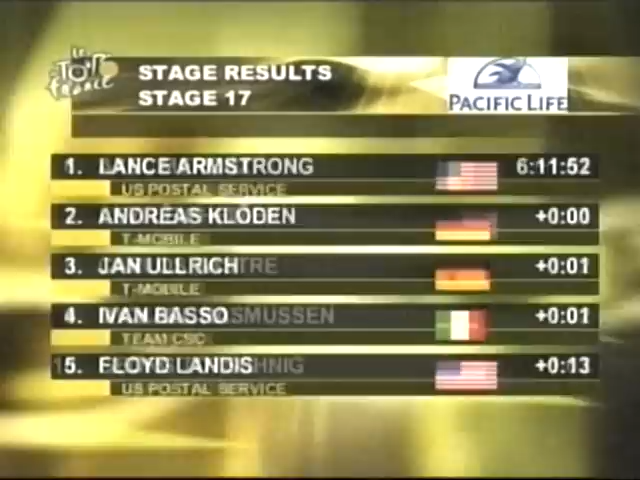 le TOUR de france
STAGE RESULTS
STAGE 17
PACIFIC LIFE
1. LANCE ARMSTRONG 6:11:52
US POSTAL SERVICE
2. ANDREAS KLODEN +0:00
T-MOBILE
3. JAN ULLRICH +0:01
T-MOBILE
4. IVAN BASSO +0:01
TEAM CSC
5. FLOYD LANDIS +0:13
US POSTAL SERVICE